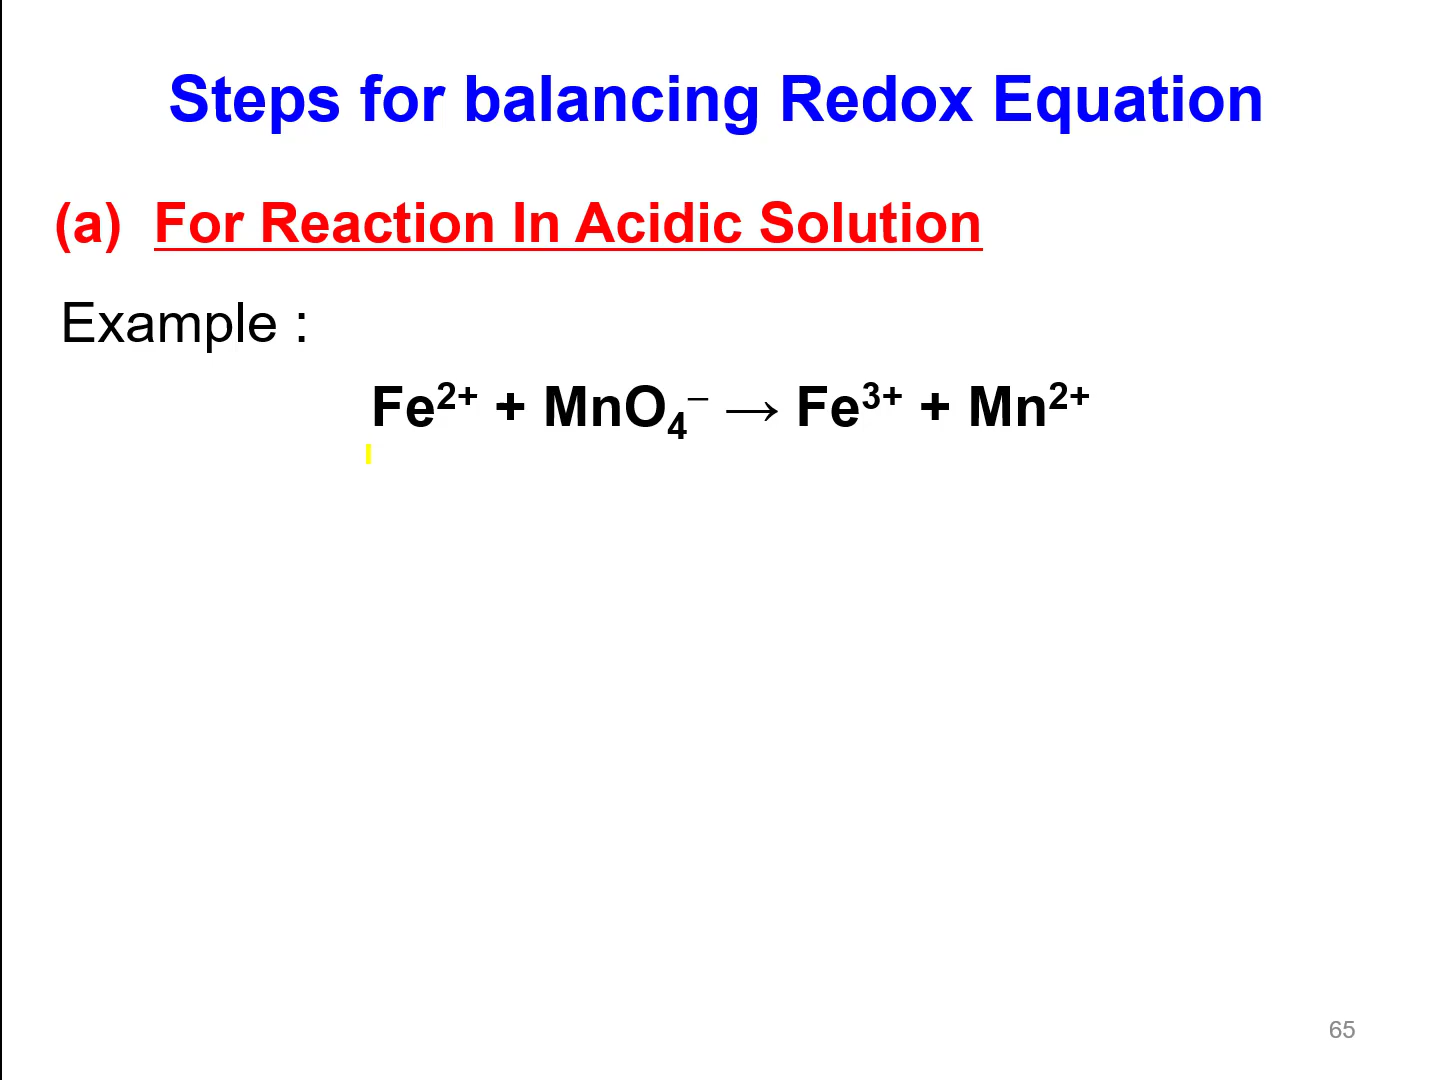 Steps for balancing Redox Equation
(a) For Reaction In Acidic Solution
Example :
Fe²⁺ + MnO₄⁻ → Fe³⁺ + Mn²⁺
65